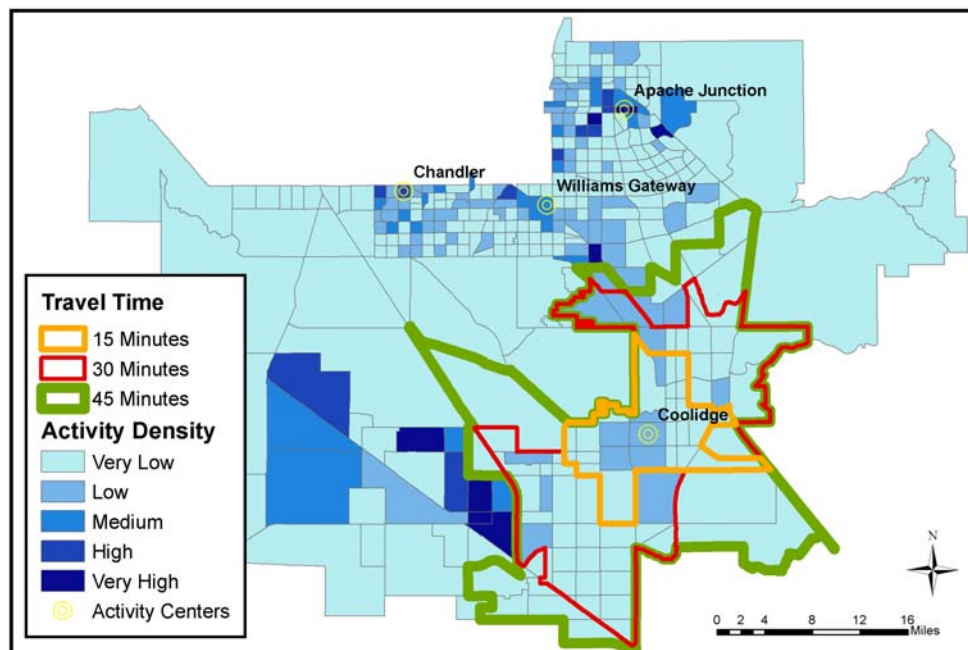 Apache Junction
Chandler
Williams Gateway
Coolidge
Travel Time
15 Minutes
30 Minutes
45 Minutes
Activity Density
Very Low
Low
Medium
High
Very High
Activity Centers
N
0 2 4 8 12 16
Miles